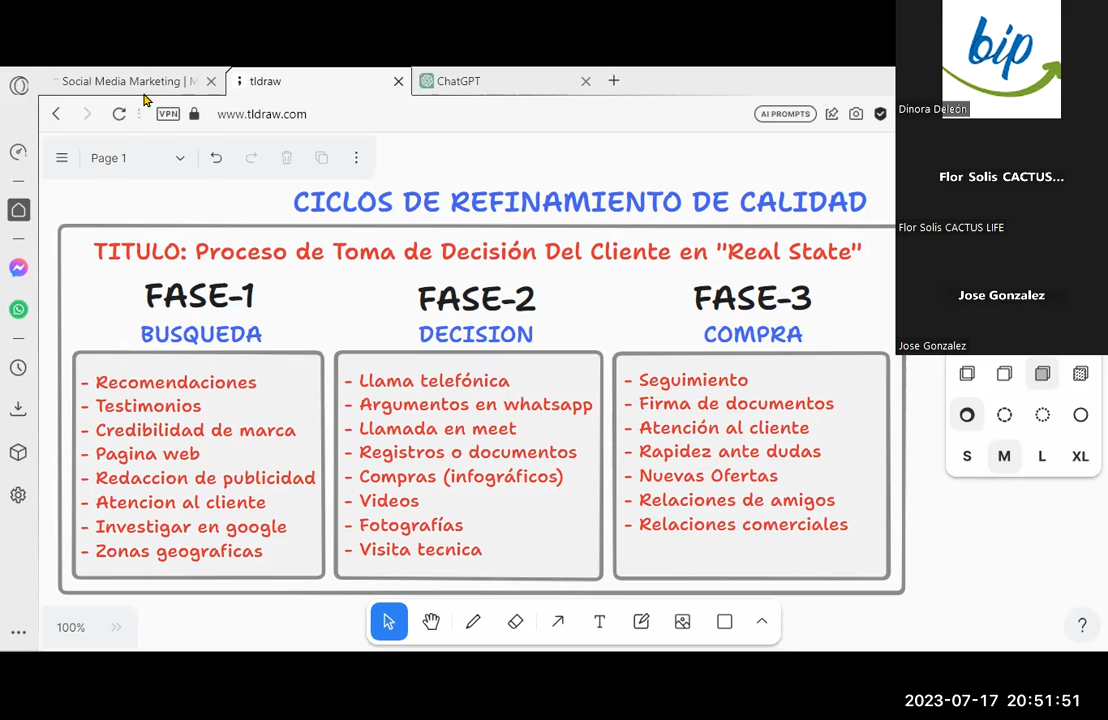 Social Media Marketing | M
tldraw
ChatGPT
VPN
www.tldraw.com
AI PROMPTS
Page 1
CICLOS DE REFINAMIENTO DE CALIDAD
TITULO: Proceso de Toma de Decisión Del Cliente en "Real State"
FASE-1
BUSQUEDA
- Recomendaciones
- Testimonios
- Credibilidad de marca
- Pagina web
- Redaccion de publicidad
- Atencion al cliente
- Investigar en google
- Zonas geograficas
FASE-2
DECISION
- Llama telefónica
- Argumentos en whatsapp
- Llamada en meet
- Registros o documentos
- Compras (infográficos)
- Videos
- Fotografías
- Visita tecnica
FASE-3
COMPRA
- Seguimiento
- Firma de documentos
- Atención al cliente
- Rapidez ante dudas
- Nuevas Ofertas
- Relaciones de amigos
- Relaciones comerciales
100%
bip
Dinora Deleón
Flor Solis CACTUS...
Flor Solis CACTUS LIFE
Jose Gonzalez
Jose Gonzalez
S M L XL
T
?
2023-07-17 20:51:51